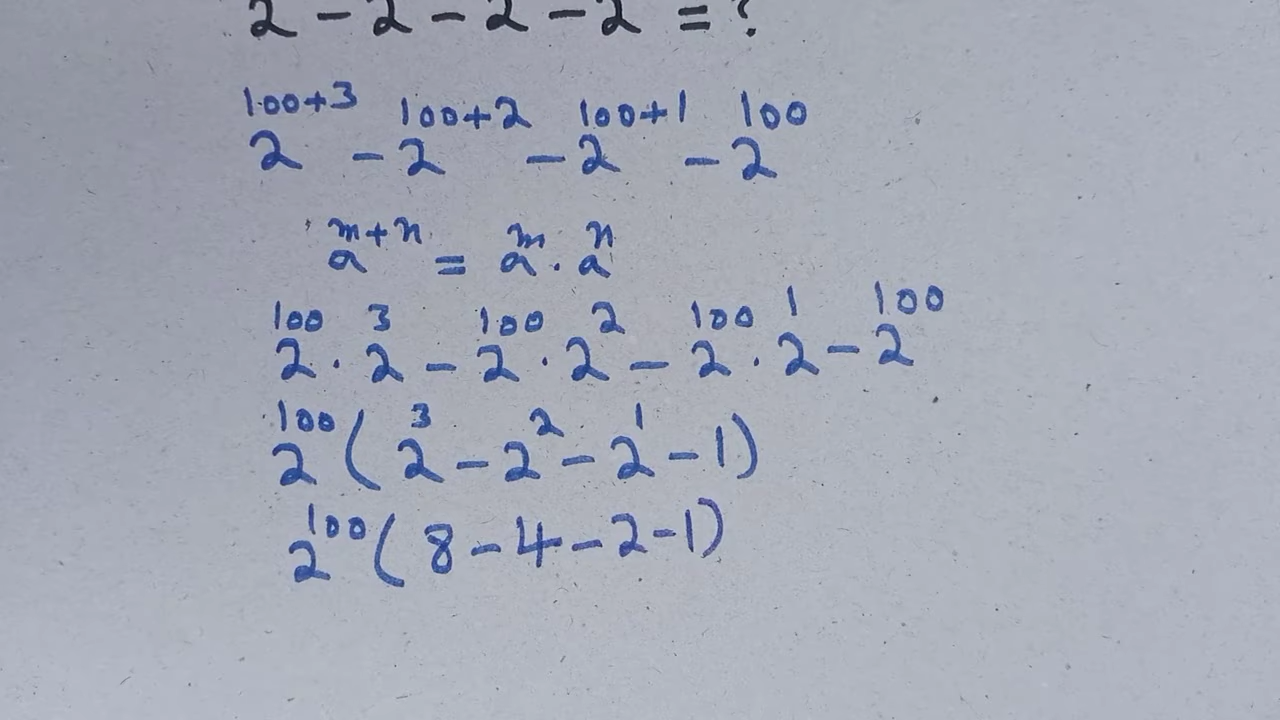 2 - 2 - 2 - 2 = ?
2^(100+3) - 2^(100+2) - 2^(100+1) - 2^100
a^(m+n) = a^m . a^n
2^100 . 2^3 - 2^100 . 2^2 - 2^100 . 2^1 - 2^100
2^100 (2^3 - 2^2 - 2^1 - 1)
2^100 (8 - 4 - 2 - 1)